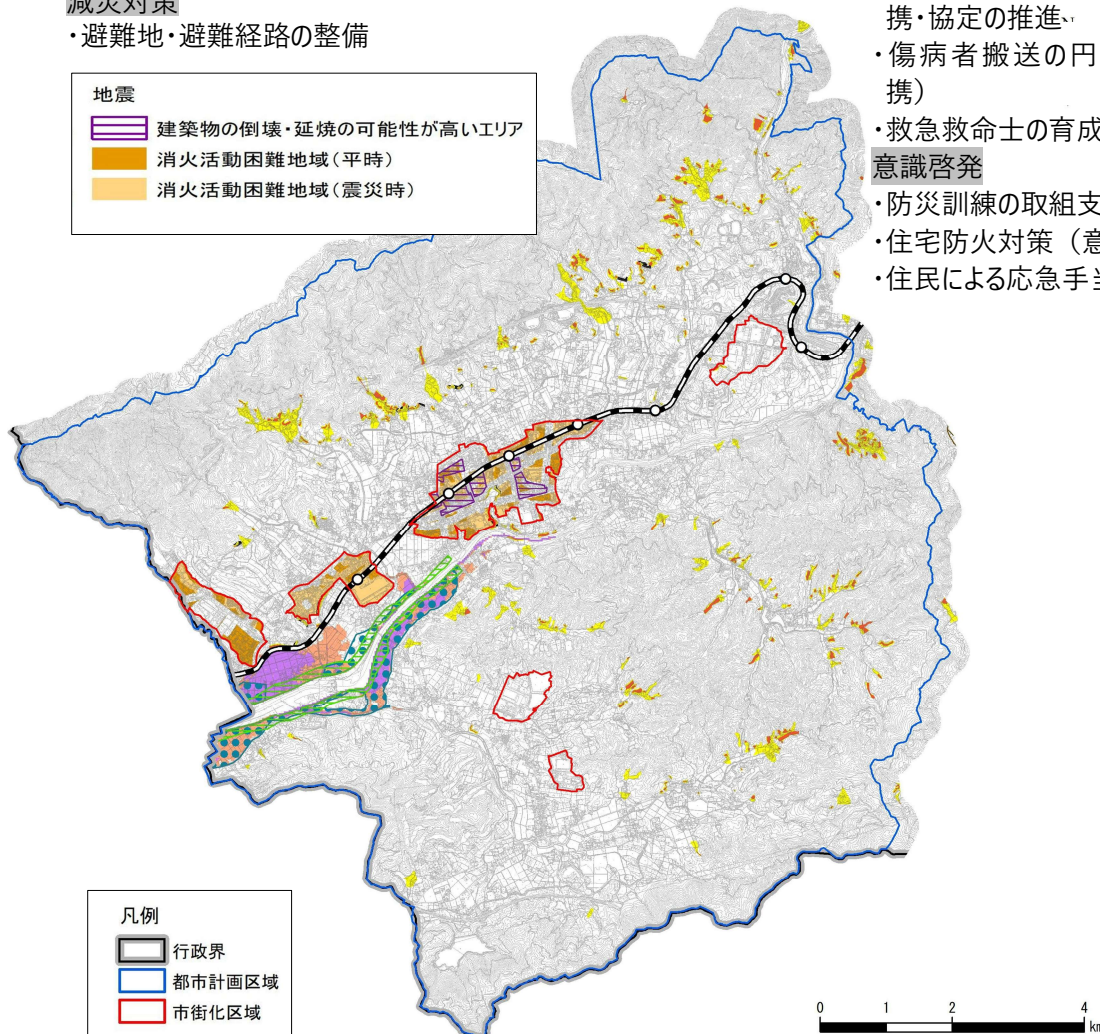 減災対策
・避難地・避難経路の整備
地震
建築物の倒壊・延焼の可能性が高いエリア
消火活動困難地域(平時)
消火活動困難地域(震災時)
携・協定の推進
・傷病者搬送の円
携)
・救急救命士の育成
意識啓発
・防災訓練の取組支
・住宅防火対策（意
・住民による応急手当
凡例
行政界
都市計画区域
市街化区域
0 1 2 4
km